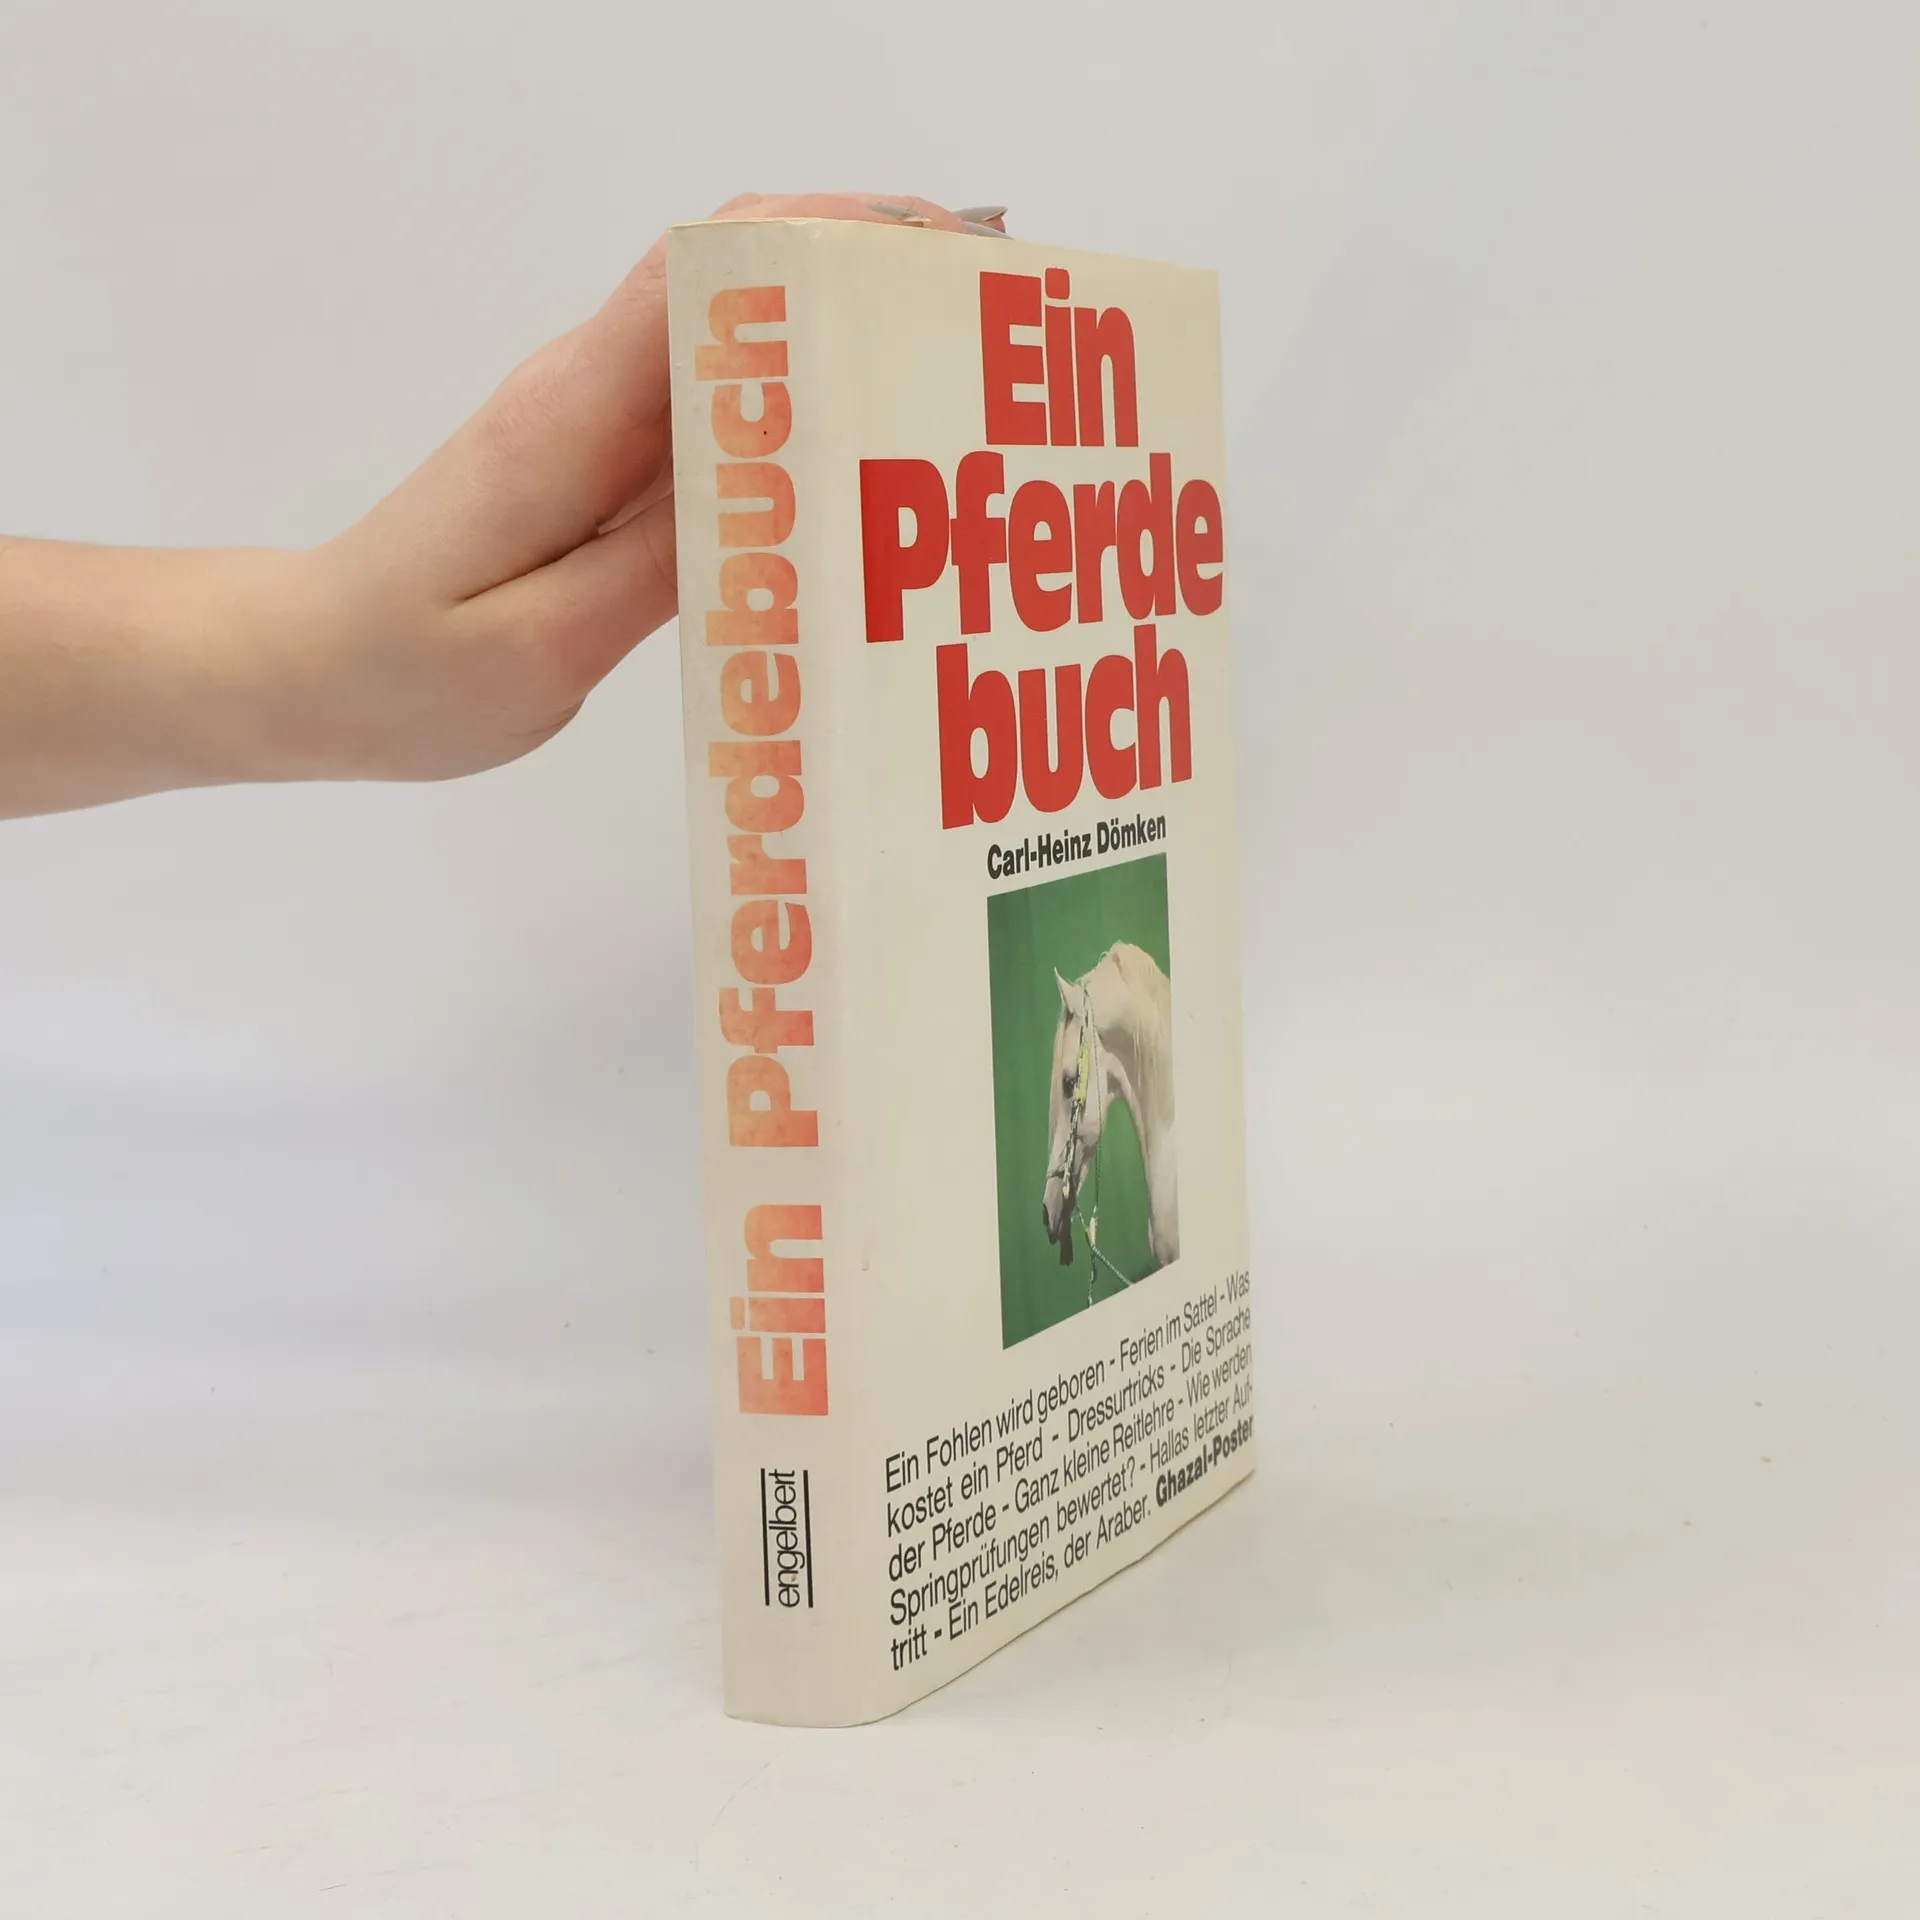 Ein Pferdebuch
engelbert
Ein
Pferde
buch
Carl-Heinz Dömken
Ein Fohlen wird geboren - Ferien im Sattel - Was
kostet ein Pferd - Dressurtricks - Die Sprache
der Pferde - Ganz kleine Reitlehre - Wie werden
Springprüfungen bewertet? - Hallas letzter Auf-
tritt - Ein Edelreis, der Araber. Ghazal-Poster